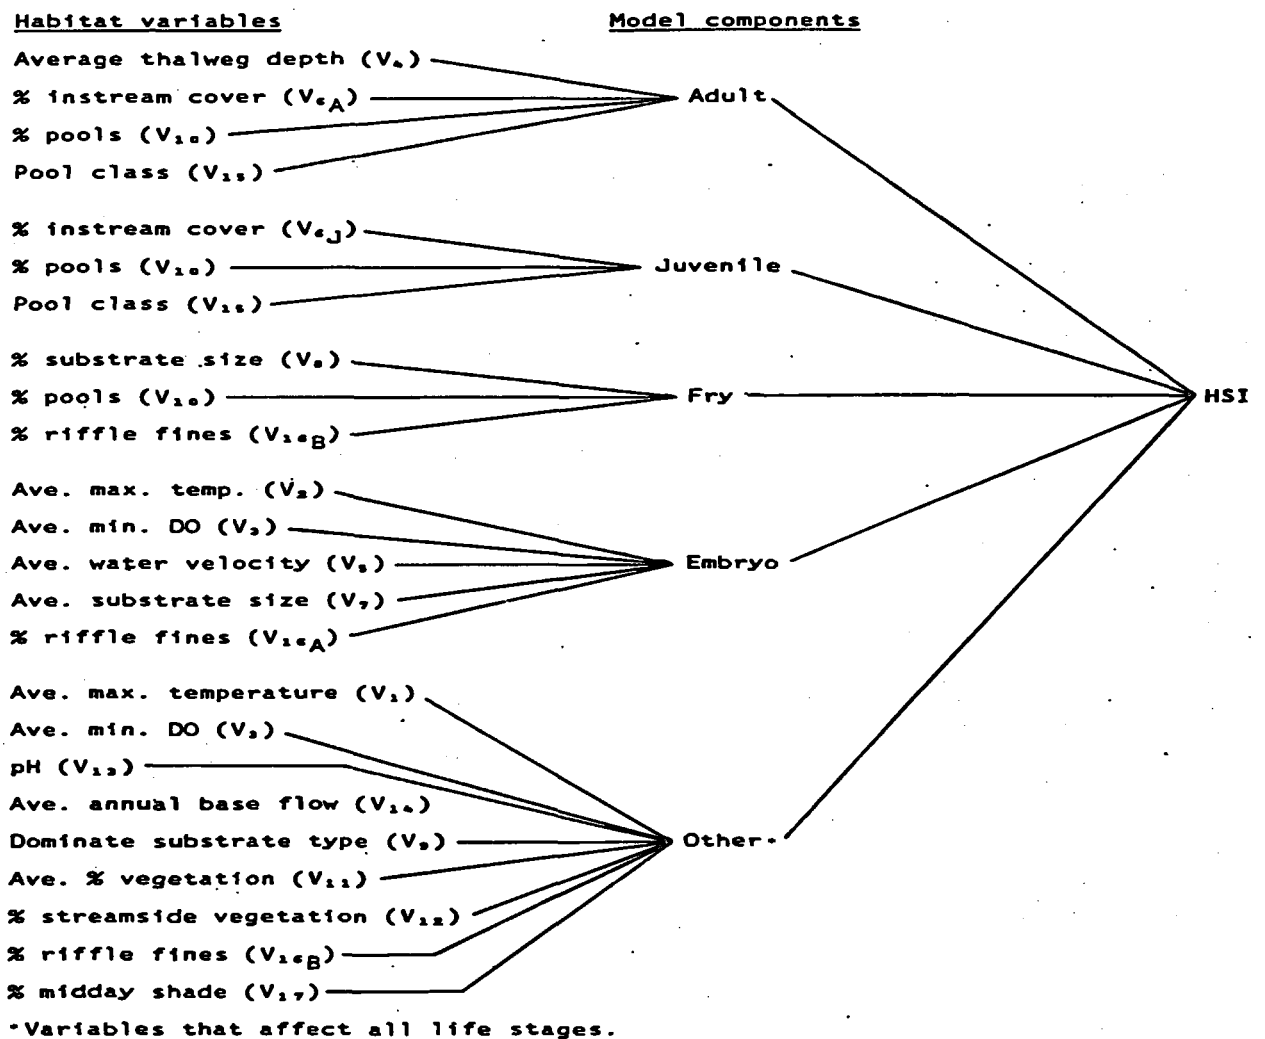 Habitat variables
Model components
Average thalweg depth (V₄)
% instream cover (V₆A)
% pools (V₁₀)
Pool class (V₁₅)
Adult
% instream cover (V₆J)
% pools (V₁₀)
Pool class (V₁₅)
Juvenile
% substrate size (V₈)
% pools (V₁₀)
% riffle fines (V₁₆B)
Fry
HSI
Ave. max. temp. (V₂)
Ave. min. DO (V₃)
Ave. water velocity (V₅)
Ave. substrate size (V₇)
% riffle fines (V₁₆A)
Embryo
Ave. max. temperature (V₁)
Ave. min. DO (V₃)
pH (V₁₃)
Ave. annual base flow (V₁₄)
Dominate substrate type (V₉)
Ave. % vegetation (V₁₁)
% streamside vegetation (V₁₂)
% riffle fines (V₁₆B)
% midday shade (V₁₇)
Other*
*Variables that affect all life stages.